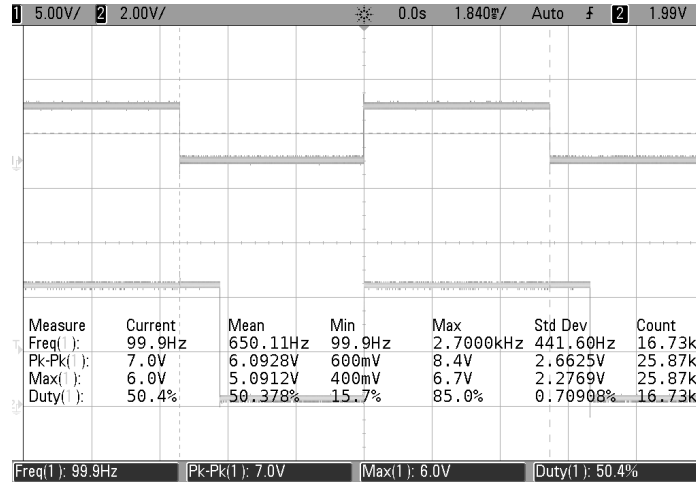 1 5.00V/ 2 2.00V/ 0.0s 1.840ms/ Auto 2 1.99V
Measure Current Mean Min Max Std Dev Count
Freq(1): 99.9Hz 650.11Hz 99.9Hz 2.7000kHz 441.60Hz 16.73k
Pk-Pk(1): 7.0V 6.0928V 600mV 8.4V 2.6625V 25.87k
Max(1): 6.0V 5.0912V 400mV 6.7V 2.2769V 25.87k
Duty(1): 50.4% 50.378% 15.7% 85.0% 0.70908% 16.73k
Freq(1): 99.9Hz Pk-Pk(1): 7.0V Max(1): 6.0V Duty(1): 50.4%